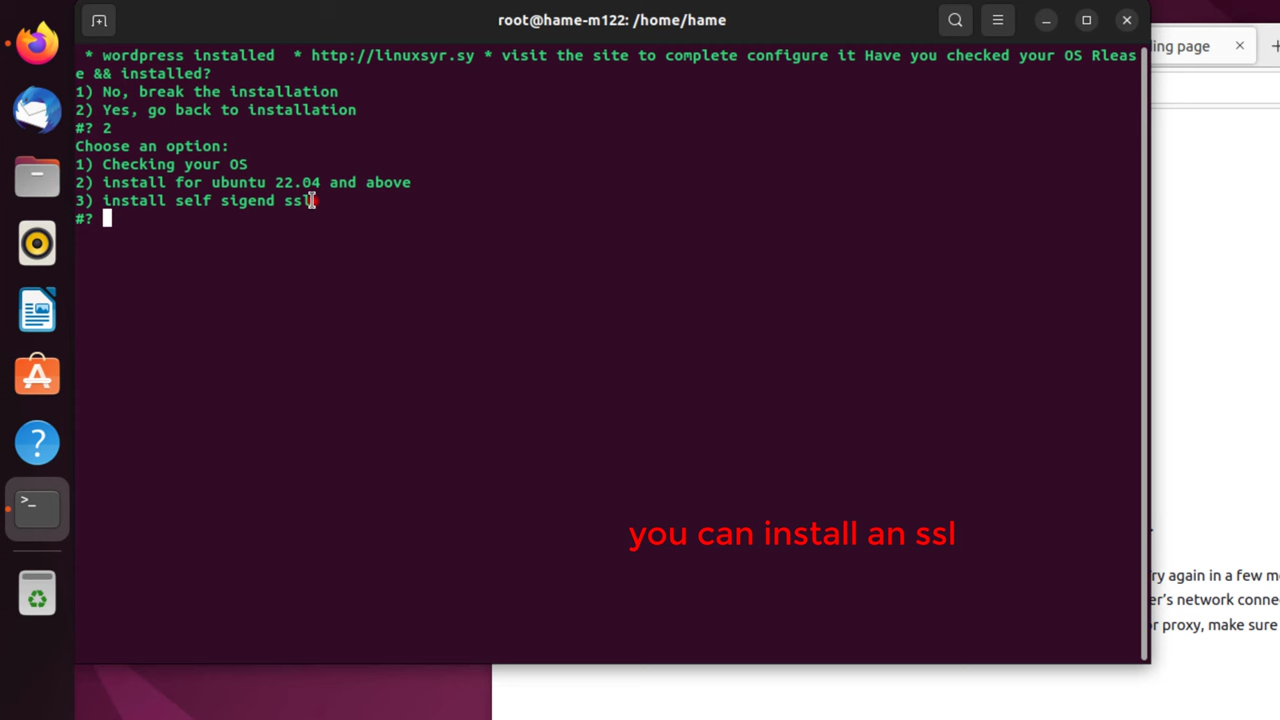 root@hame-m122: /home/hame
* wordpress installed * http://linuxsyr.sy * visit the site to complete configure it Have you checked your OS Rleas
e && installed?
1) No, break the installation
2) Yes, go back to installation
#? 2
Choose an option:
1) Checking your OS
2) install for ubuntu 22.04 and above
3) install self sigend ssl
#?
you can install an ssl
page
ry again in a few
network
proxy, make sure